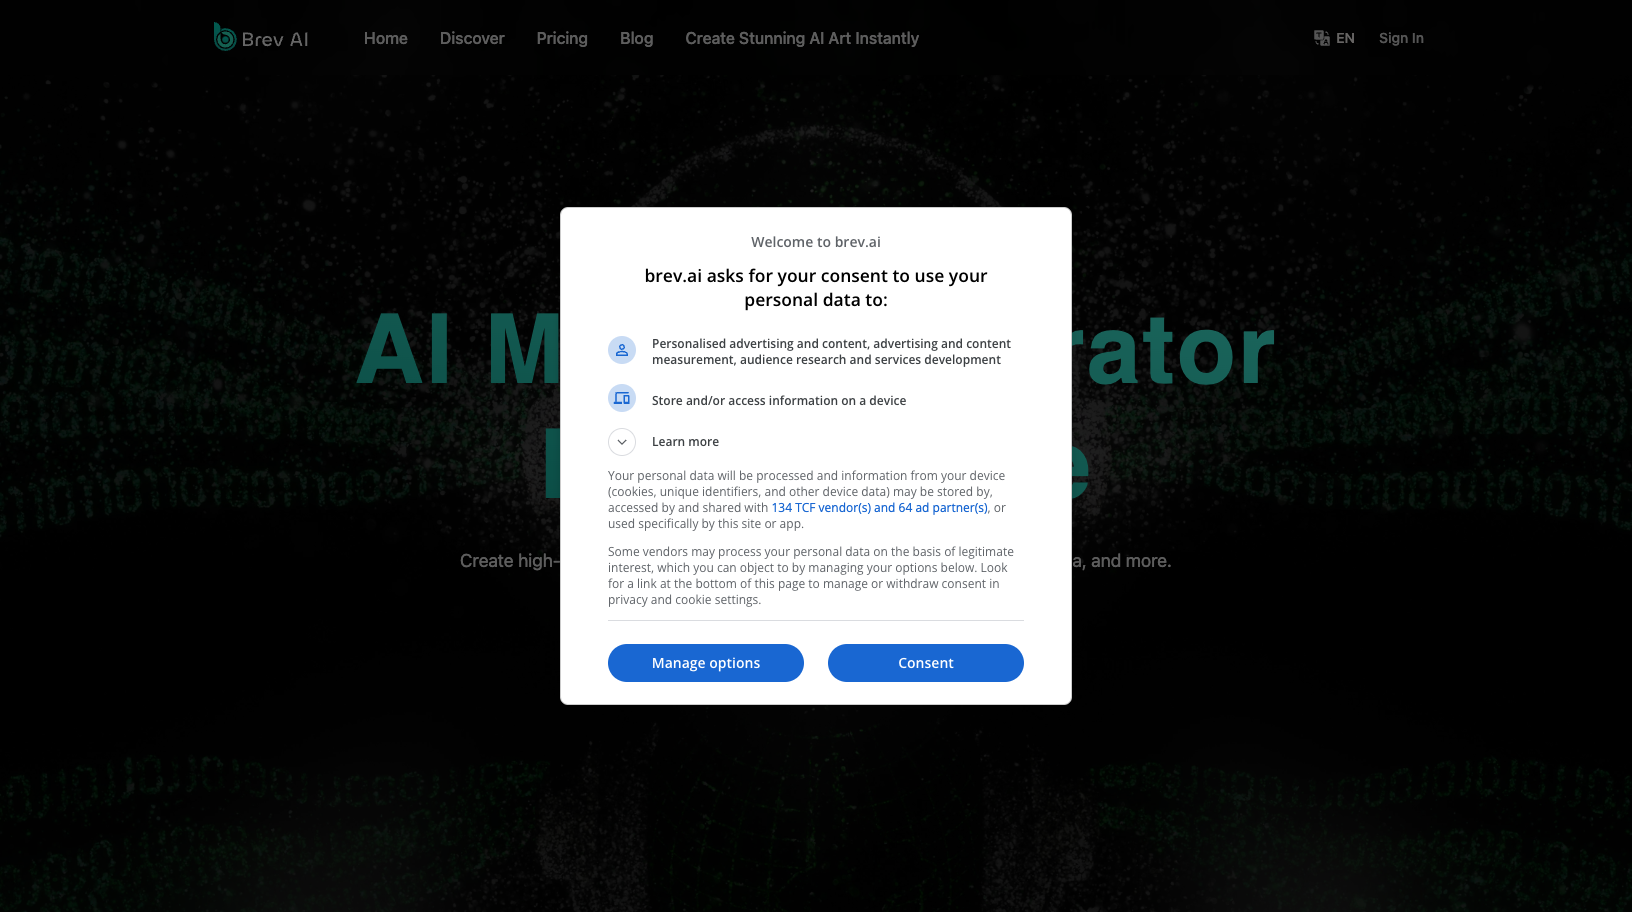 Brev AI
Home
Discover
Pricing
Blog
Create Stunning AI Art Instantly
EN
Sign In
Welcome to brev.ai
brev.ai asks for your consent to use your
personal data to:
Personalised advertising and content, advertising and content
measurement, audience research and services development
Store and/or access information on a device
Learn more
Your personal data will be processed and information from your device
(cookies, unique identifiers, and other device data) may be stored by,
accessed by and shared with 134 TCF vendor(s) and 64 ad partner(s), or
used specifically by this site or app.
Some vendors may process your personal data on the basis of legitimate
interest, which you can object to by managing your options below. Look
for a link at the bottom of this page to manage or withdraw consent in
privacy and cookie settings.
Manage options
Consent
AI
Create high-
and more.